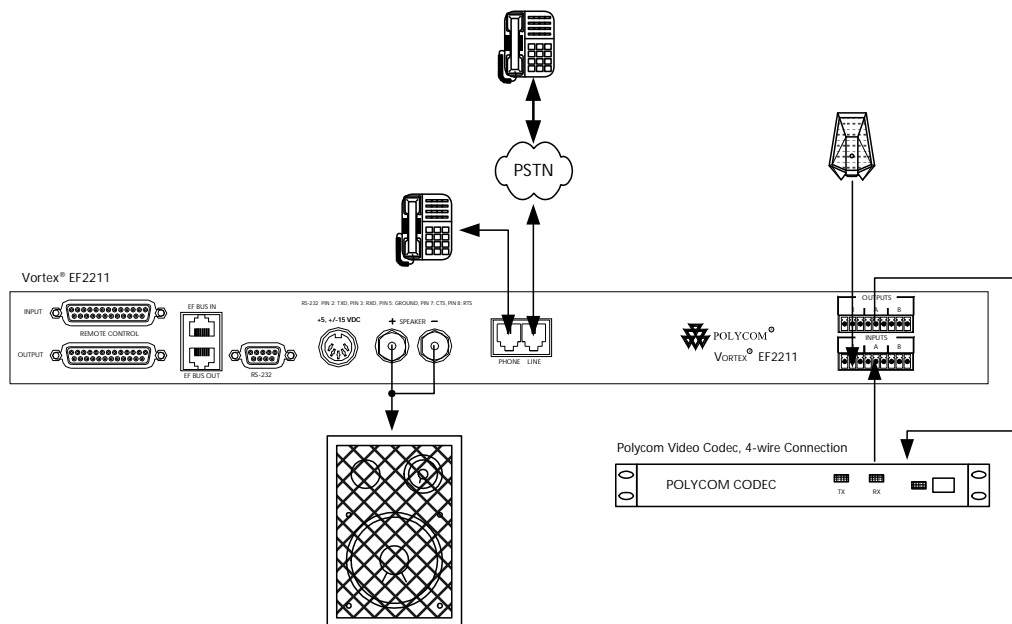 PSTN
Vortex® EF2211
RS-232 PIN 2: TXD, PIN 3: RXD, PIN 5: GROUND, PIN 7: CTS, PIN 8: RTS
INPUT
REMOTE CONTROL
OUTPUT
EF BUS IN
EF BUS OUT
RS-232
+5, +/-15 VDC
+ SPEAKER −
PHONE LINE
POLYCOM®
VORTEX® EF2211
OUTPUTS
A B
INPUTS
A B
Polycom Video Codec, 4-wire Connection
POLYCOM CODEC
TX RX